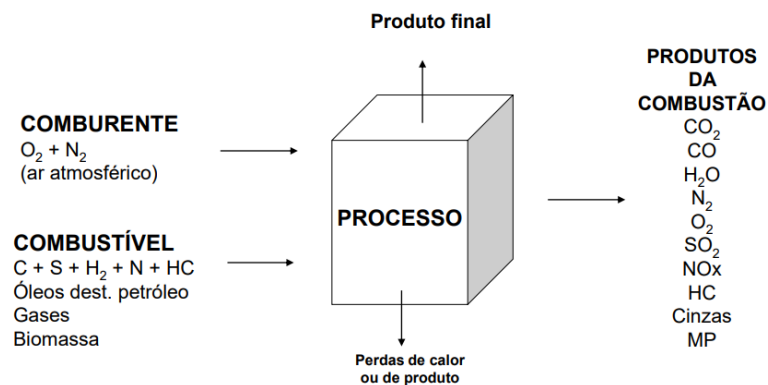 Produto final
COMBURENTE
O₂ + N₂
(ar atmosférico)
COMBUSTÍVEL
C + S + H₂ + N + HC
Óleos dest. petróleo
Gases
Biomassa
PROCESSO
Perdas de calor
ou de produto
PRODUTOS
DA
COMBUSTÃO
CO₂
CO
H₂O
N₂
O₂
SO₂
NOx
HC
Cinzas
MP